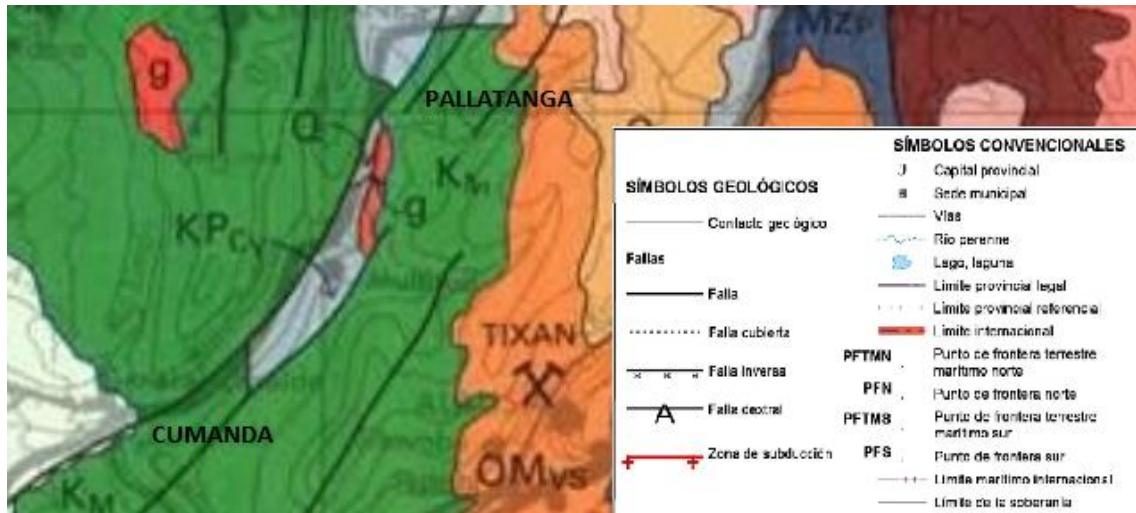 g
PALLATANGA
MZP
Q
KM
g
KPcy
TIXAN
CUMANDA
OMvs
KM
SÍMBOLOS GEOLÓGICOS
Contacto geológico
Fallas
Falla
Falla cubierta
Falla inversa
A Falla dextral
Zona de subducción
SÍMBOLOS CONVENCIONALES
Capital provincial
Sede municipal
Vías
Río perenne
Lago, laguna
Límite provincial legal
Límite provincial referencial
Límite internacional
PFTMN Punto de frontera terrestre
marítimo norte
PFN Punto de frontera norte
PFTMS Punto de frontera terrestre
marítimo sur
PFS Punto de frontera sur
Límite marítimo internacional
Límite de la soberanía